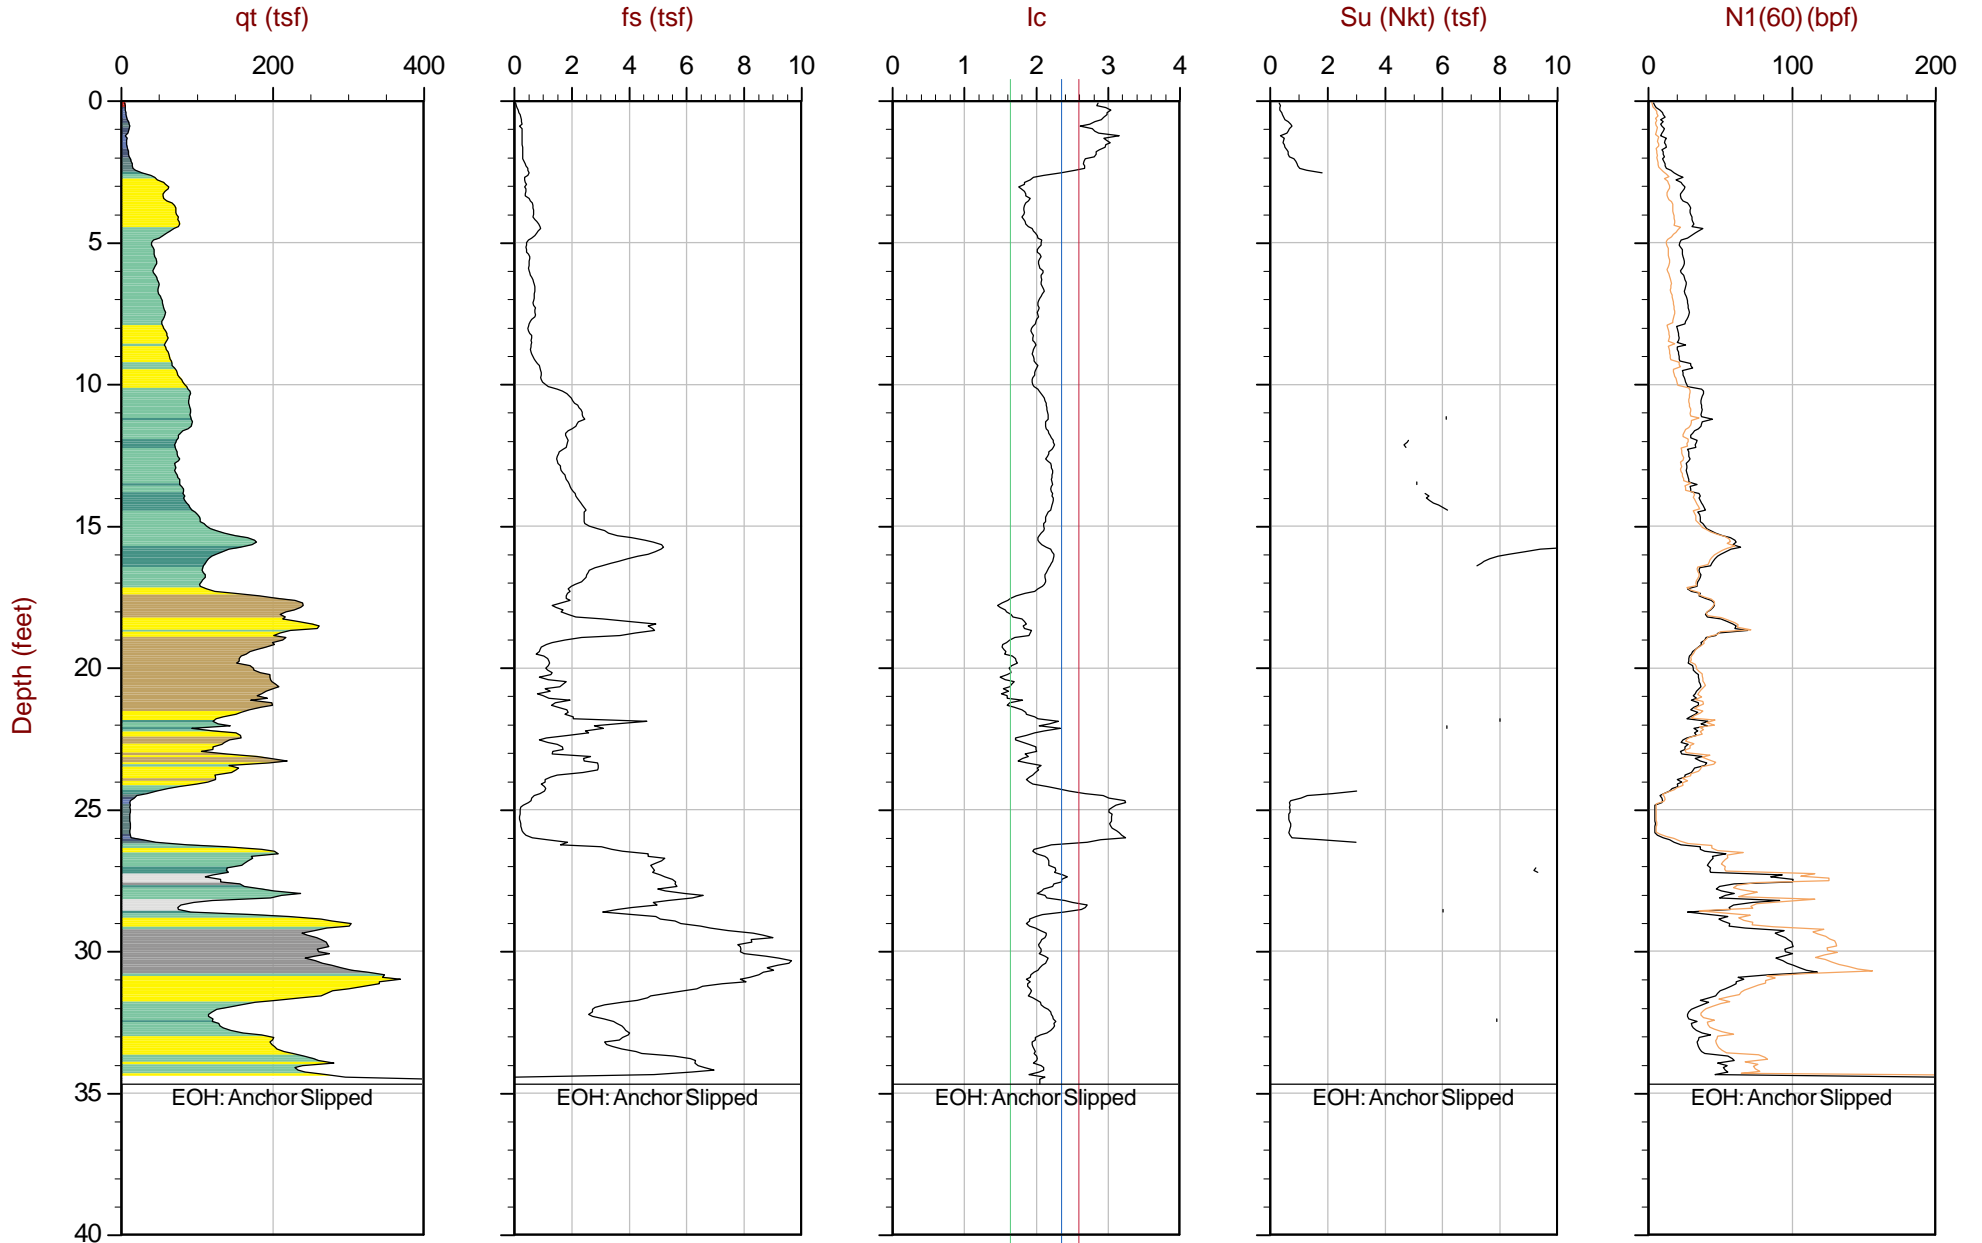 qt (tsf) fs (tsf) Ic Su (Nkt) (tsf) N1(60) (bpf)
0 200 400 0 2 4 6 8 10 0 1 2 3 4 0 2 4 6 8 10 0 100 200
0
5
10
15
Depth (feet)
20
25
30
35
EOH: Anchor Slipped EOH: Anchor Slipped EOH: Anchor Slipped EOH: Anchor Slipped EOH: Anchor Slipped
40